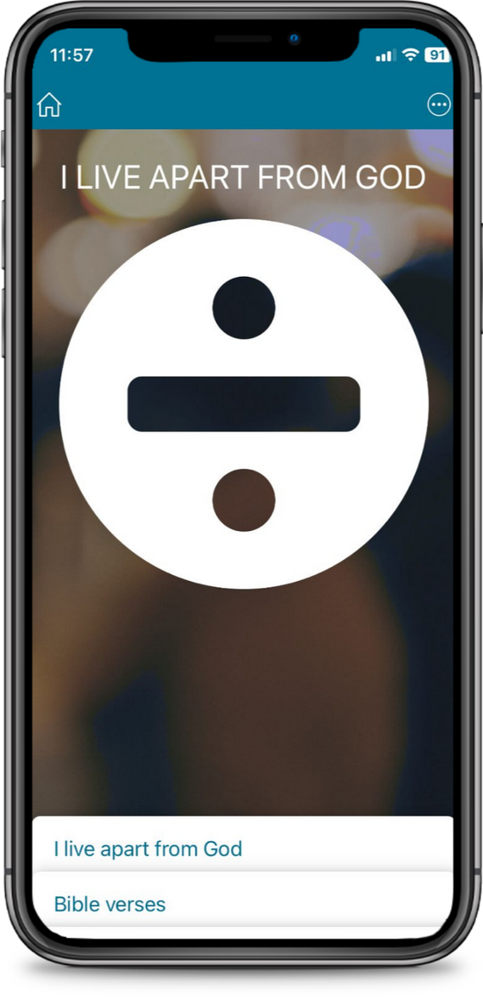 11:57
91
I LIVE APART FROM GOD
I live apart from God
Bible verses